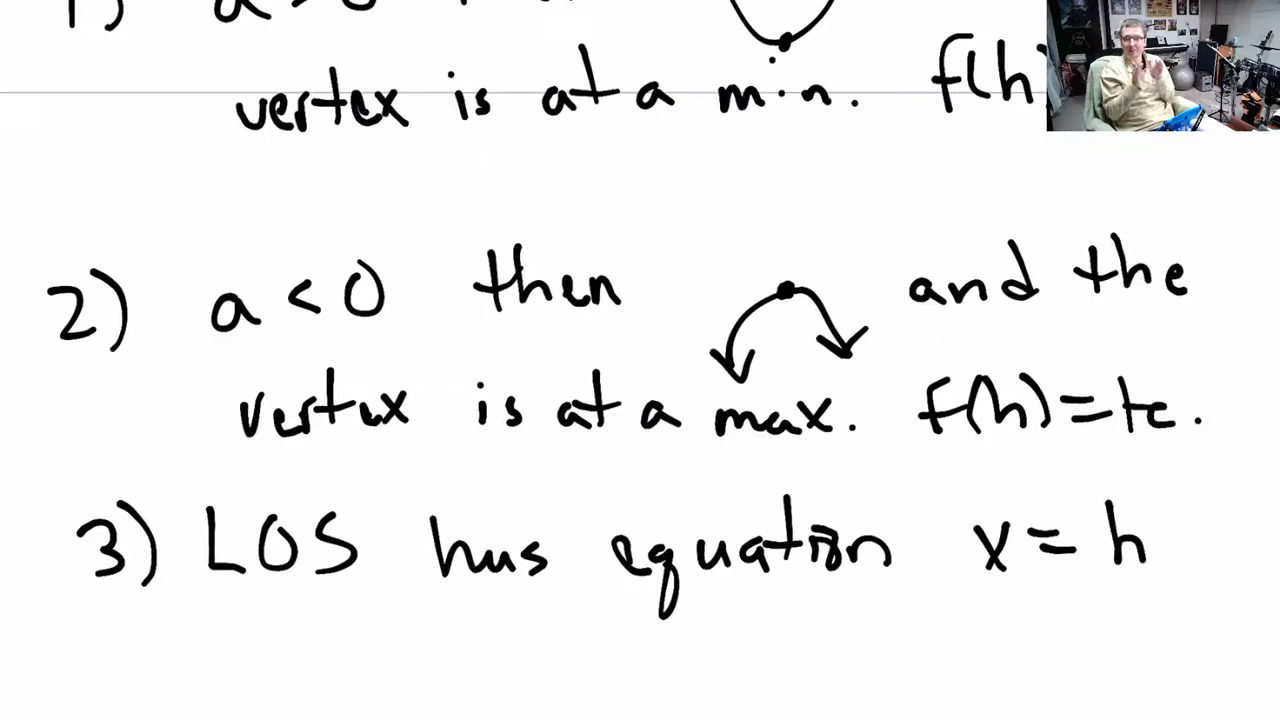 vertex is at a min. f(h)
2) a < 0 then and the
vertex is at a max. f(h) = k.
3) LOS has equation x = h